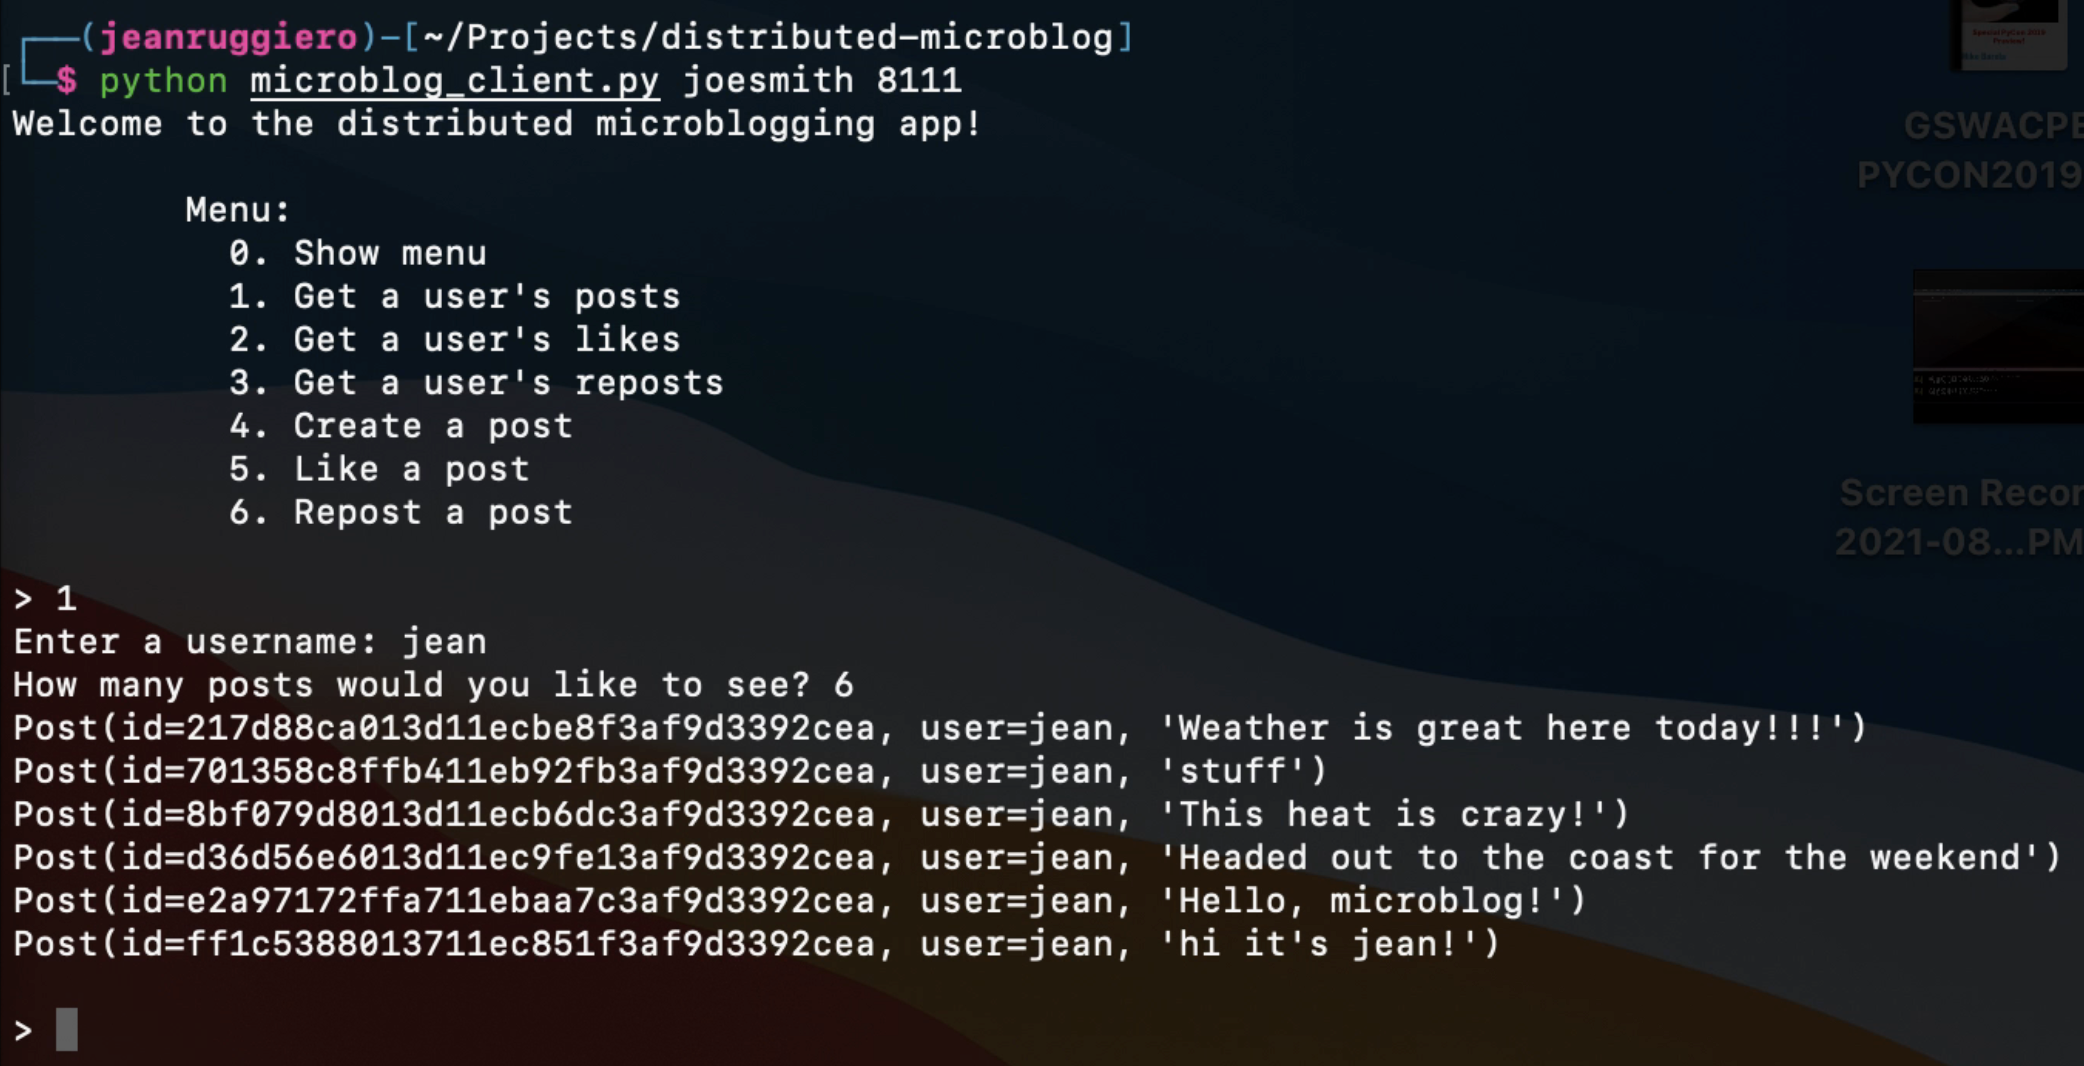 (jeanruggiero)-[~/Projects/distributed-microblog]
[ $ python microblog_client.py joesmith 8111
Welcome to the distributed microblogging app!
Menu:
0. Show menu
1. Get a user's posts
2. Get a user's likes
3. Get a user's reposts
4. Create a post
5. Like a post
6. Repost a post
> 1
Enter a username: jean
How many posts would you like to see? 6
Post(id=217d88ca013d11ecbe8f3af9d3392cea, user=jean, 'Weather is great here today!!!')
Post(id=701358c8ffb411eb92fb3af9d3392cea, user=jean, 'stuff')
Post(id=8bf079d8013d11ecb6dc3af9d3392cea, user=jean, 'This heat is crazy!')
Post(id=d36d56e6013d11ec9fe13af9d3392cea, user=jean, 'Headed out to the coast for the weekend')
Post(id=e2a97172ffa711ebaa7c3af9d3392cea, user=jean, 'Hello, microblog!')
Post(id=ff1c5388013711ec851f3af9d3392cea, user=jean, 'hi it's jean!')
>
Special PyCon 2019
Preview!
GSWACPE
PYCON2019
Screen Recor
2021-08...PM